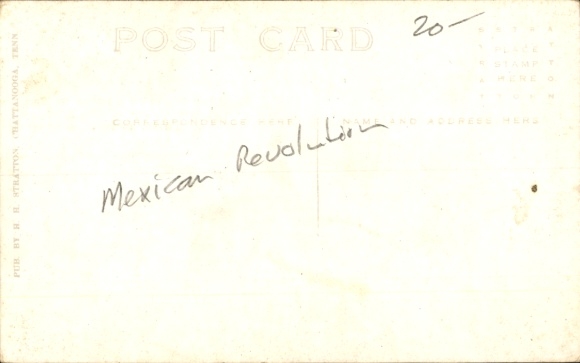 20-
POST CARD
PLACE
STAMP
HERE
CORRESPONDENCE HERE
NAME AND ADDRESS HERE
Mexican Revolution
PUB. BY H. H. STRATTON CHATTANOOGA, TENN